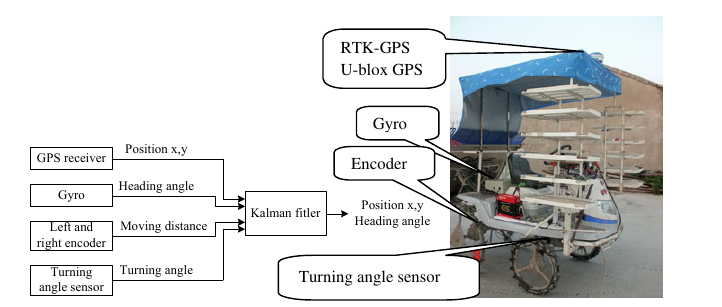 RTK-GPS
U-blox GPS
Gyro
Encoder
Turning angle sensor
GPS receiver
Position x,y
Gyro
Heading angle
Left and
right encoder
Moving distance
Turning
angle sensor
Turning angle
Kalman fitler
Position x,y
Heading angle